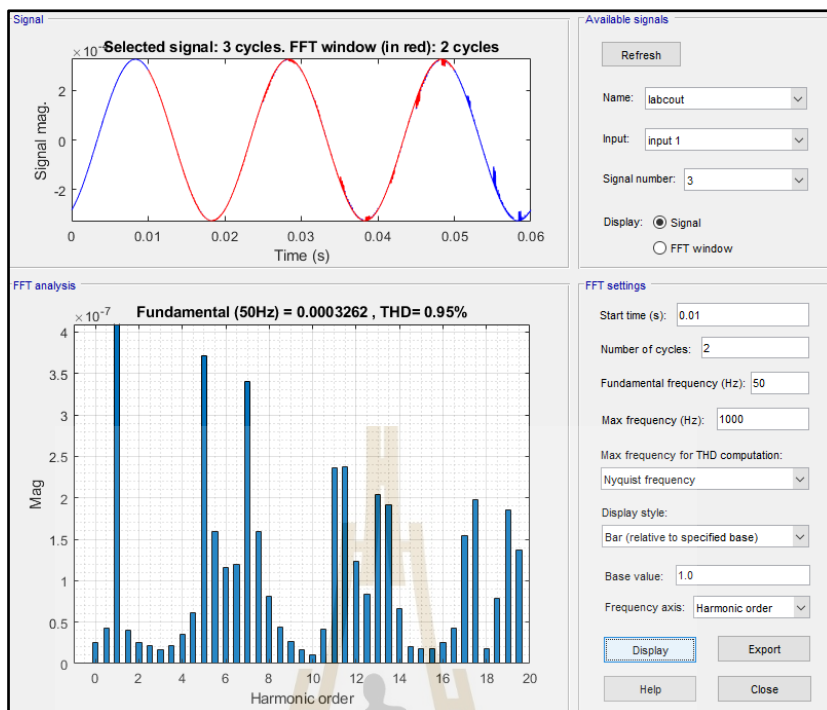 Signal
×10⁻
Selected signal: 3 cycles. FFT window (in red): 2 cycles
2
0
-2
Signal mag.
0 0.01 0.02 0.03 0.04 0.05 0.06
Time (s)
Available signals
Refresh
Name: labcout
Input: input 1
Signal number: 3
Display: Signal
FFT window
FFT analysis
×10⁻⁷
Fundamental (50Hz) = 0.0003262 , THD= 0.95%
4
3.5
3
2.5
2
1.5
1
0.5
0
Mag
0 2 4 6 8 10 12 14 16 18 20
Harmonic order
FFT settings
Start time (s): 0.01
Number of cycles: 2
Fundamental frequency (Hz): 50
Max frequency (Hz): 1000
Max frequency for THD computation:
Nyquist frequency
Display style:
Bar (relative to specified base)
Base value: 1.0
Frequency axis: Harmonic order
Display Export
Help Close